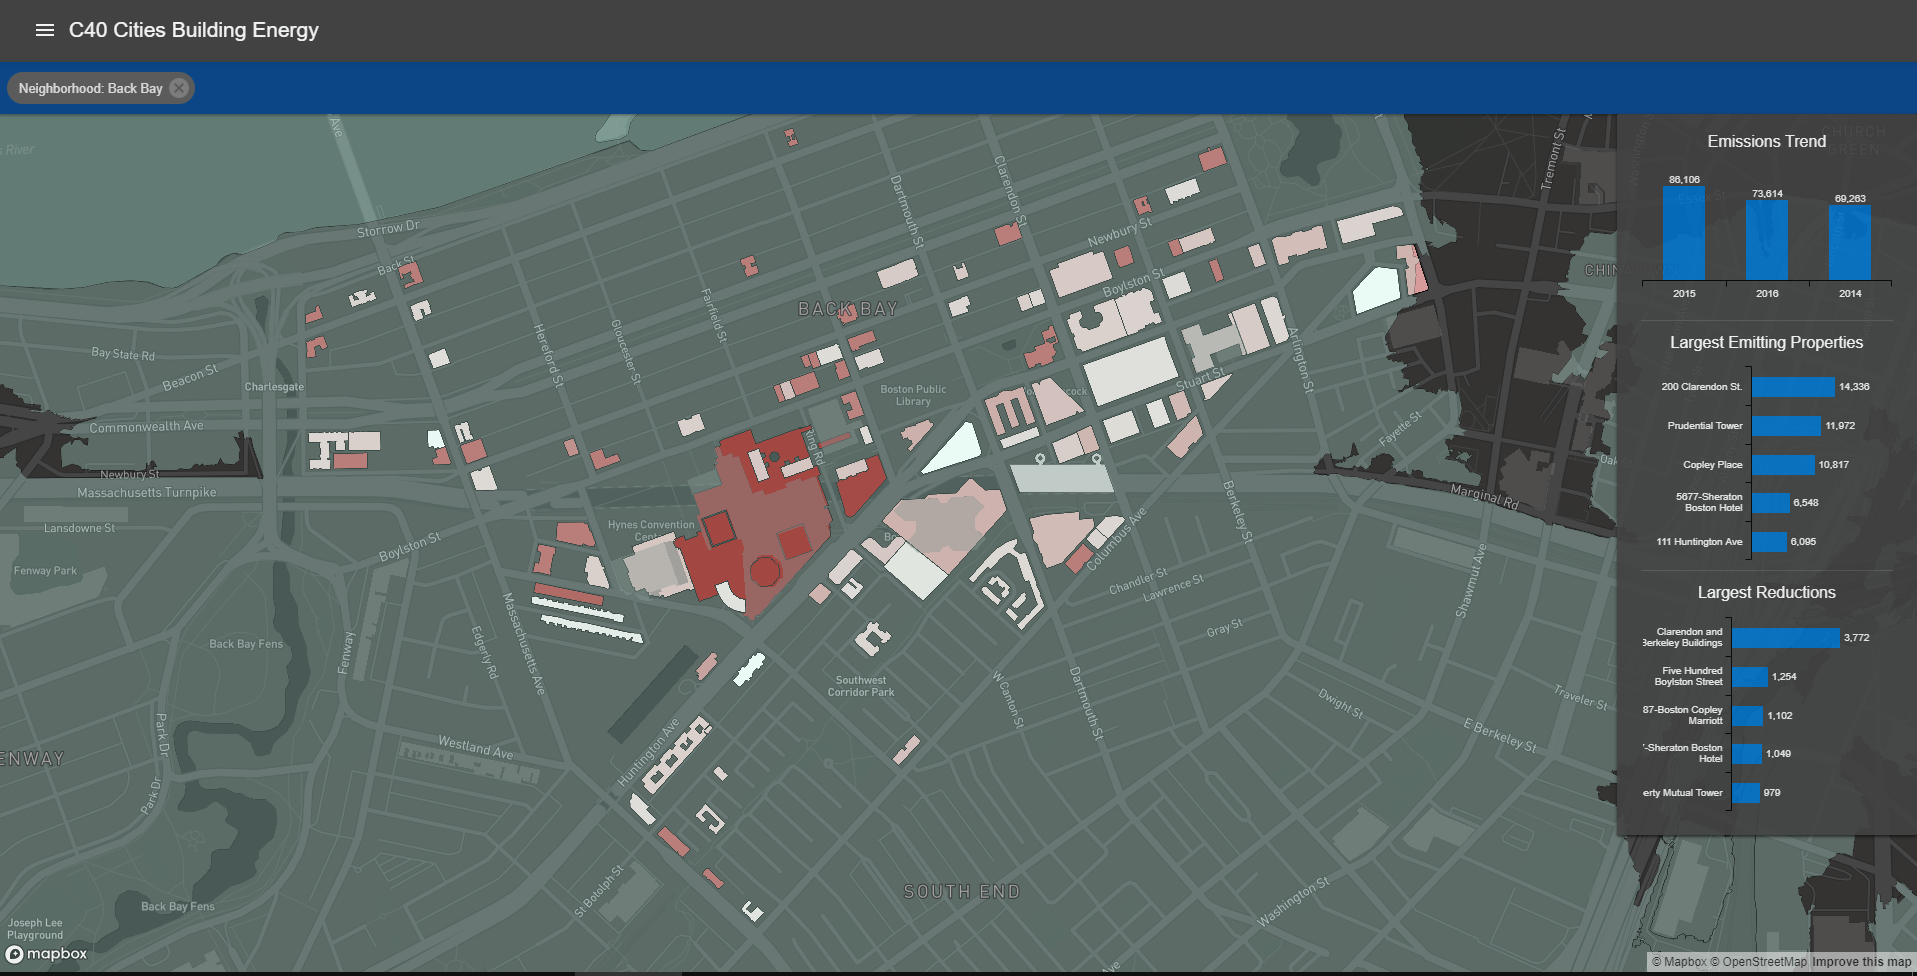 C40 Cities Building Energy
Neighborhood: Back Bay
Ave
River
Storrow Dr
Back St
Dartmouth St
Clarendon St
Newbury St
Boylston St
BACK BAY
Fairfield St
Gloucester St
Hereford St
Bay State Rd
Beacon St
Charlesgate
Commonwealth Ave
Newbury St
Massachusetts Turnpike
Lansdowne St
Boylston St
Fenway Park
Boston Public
Library
Stuart St
Arlington St
Tremont St
Fayette St
Marginal Rd
Berkeley St
Columbus Ave
Hynes Convention
Chandler St
Lawrence St
Gray St
Shawmut Ave
Massachusetts Ave
Edgerly Rd
Fenway
Back Bay Fens
Southwest
Corridor Park
W Canton St
Dartmouth St
Dwight St
Traveler St
E Berkeley St
Huntington Ave
Westland Ave
Park Dr
Park Dr
ENWAY
SOUTH END
St Botolph St
Washington St
Back Bay Fens
Joseph Lee
Playground
mapbox
CHURCH
GREEN
Emissions Trend
86,106
73,614
69,263
2015
2016
2014
Largest Emitting Properties
200 Clarendon St.
14,336
Prudential Tower
11,972
Copley Place
10,817
5677-Sheraton
Boston Hotel
6,548
111 Huntington Ave
6,095
Largest Reductions
Clarendon and
Berkeley Buildings
3,772
Five Hundred
Boylston Street
1,254
87-Boston Copley
Marriott
1,102
'-Sheraton Boston
Hotel
1,049
erty Mutual Tower
979
© Mapbox © OpenStreetMap Improve this map